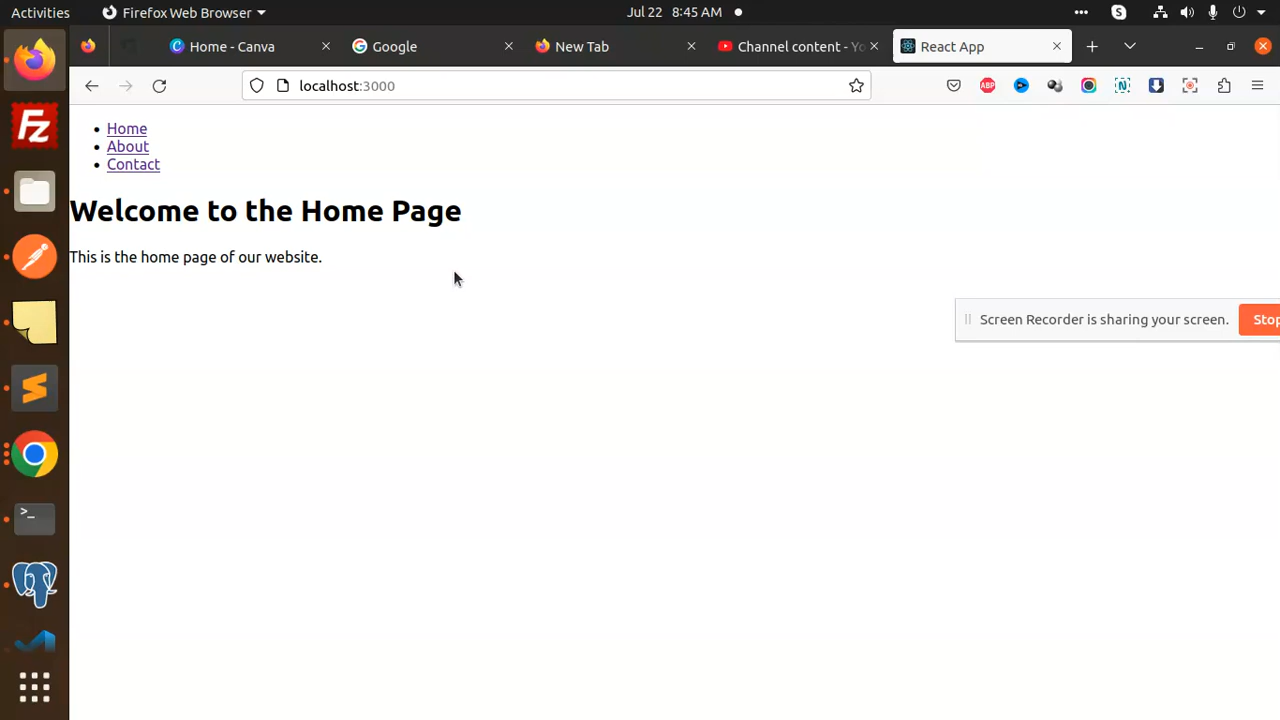 Activities Firefox Web Browser Jul 22 8:45 AM
Home - Canva Google New Tab Channel content - Yo React App
localhost:3000 ABP N
Fz
Home
About
Contact
Welcome to the Home Page
This is the home page of our website.
Screen Recorder is sharing your screen. Stop
>_